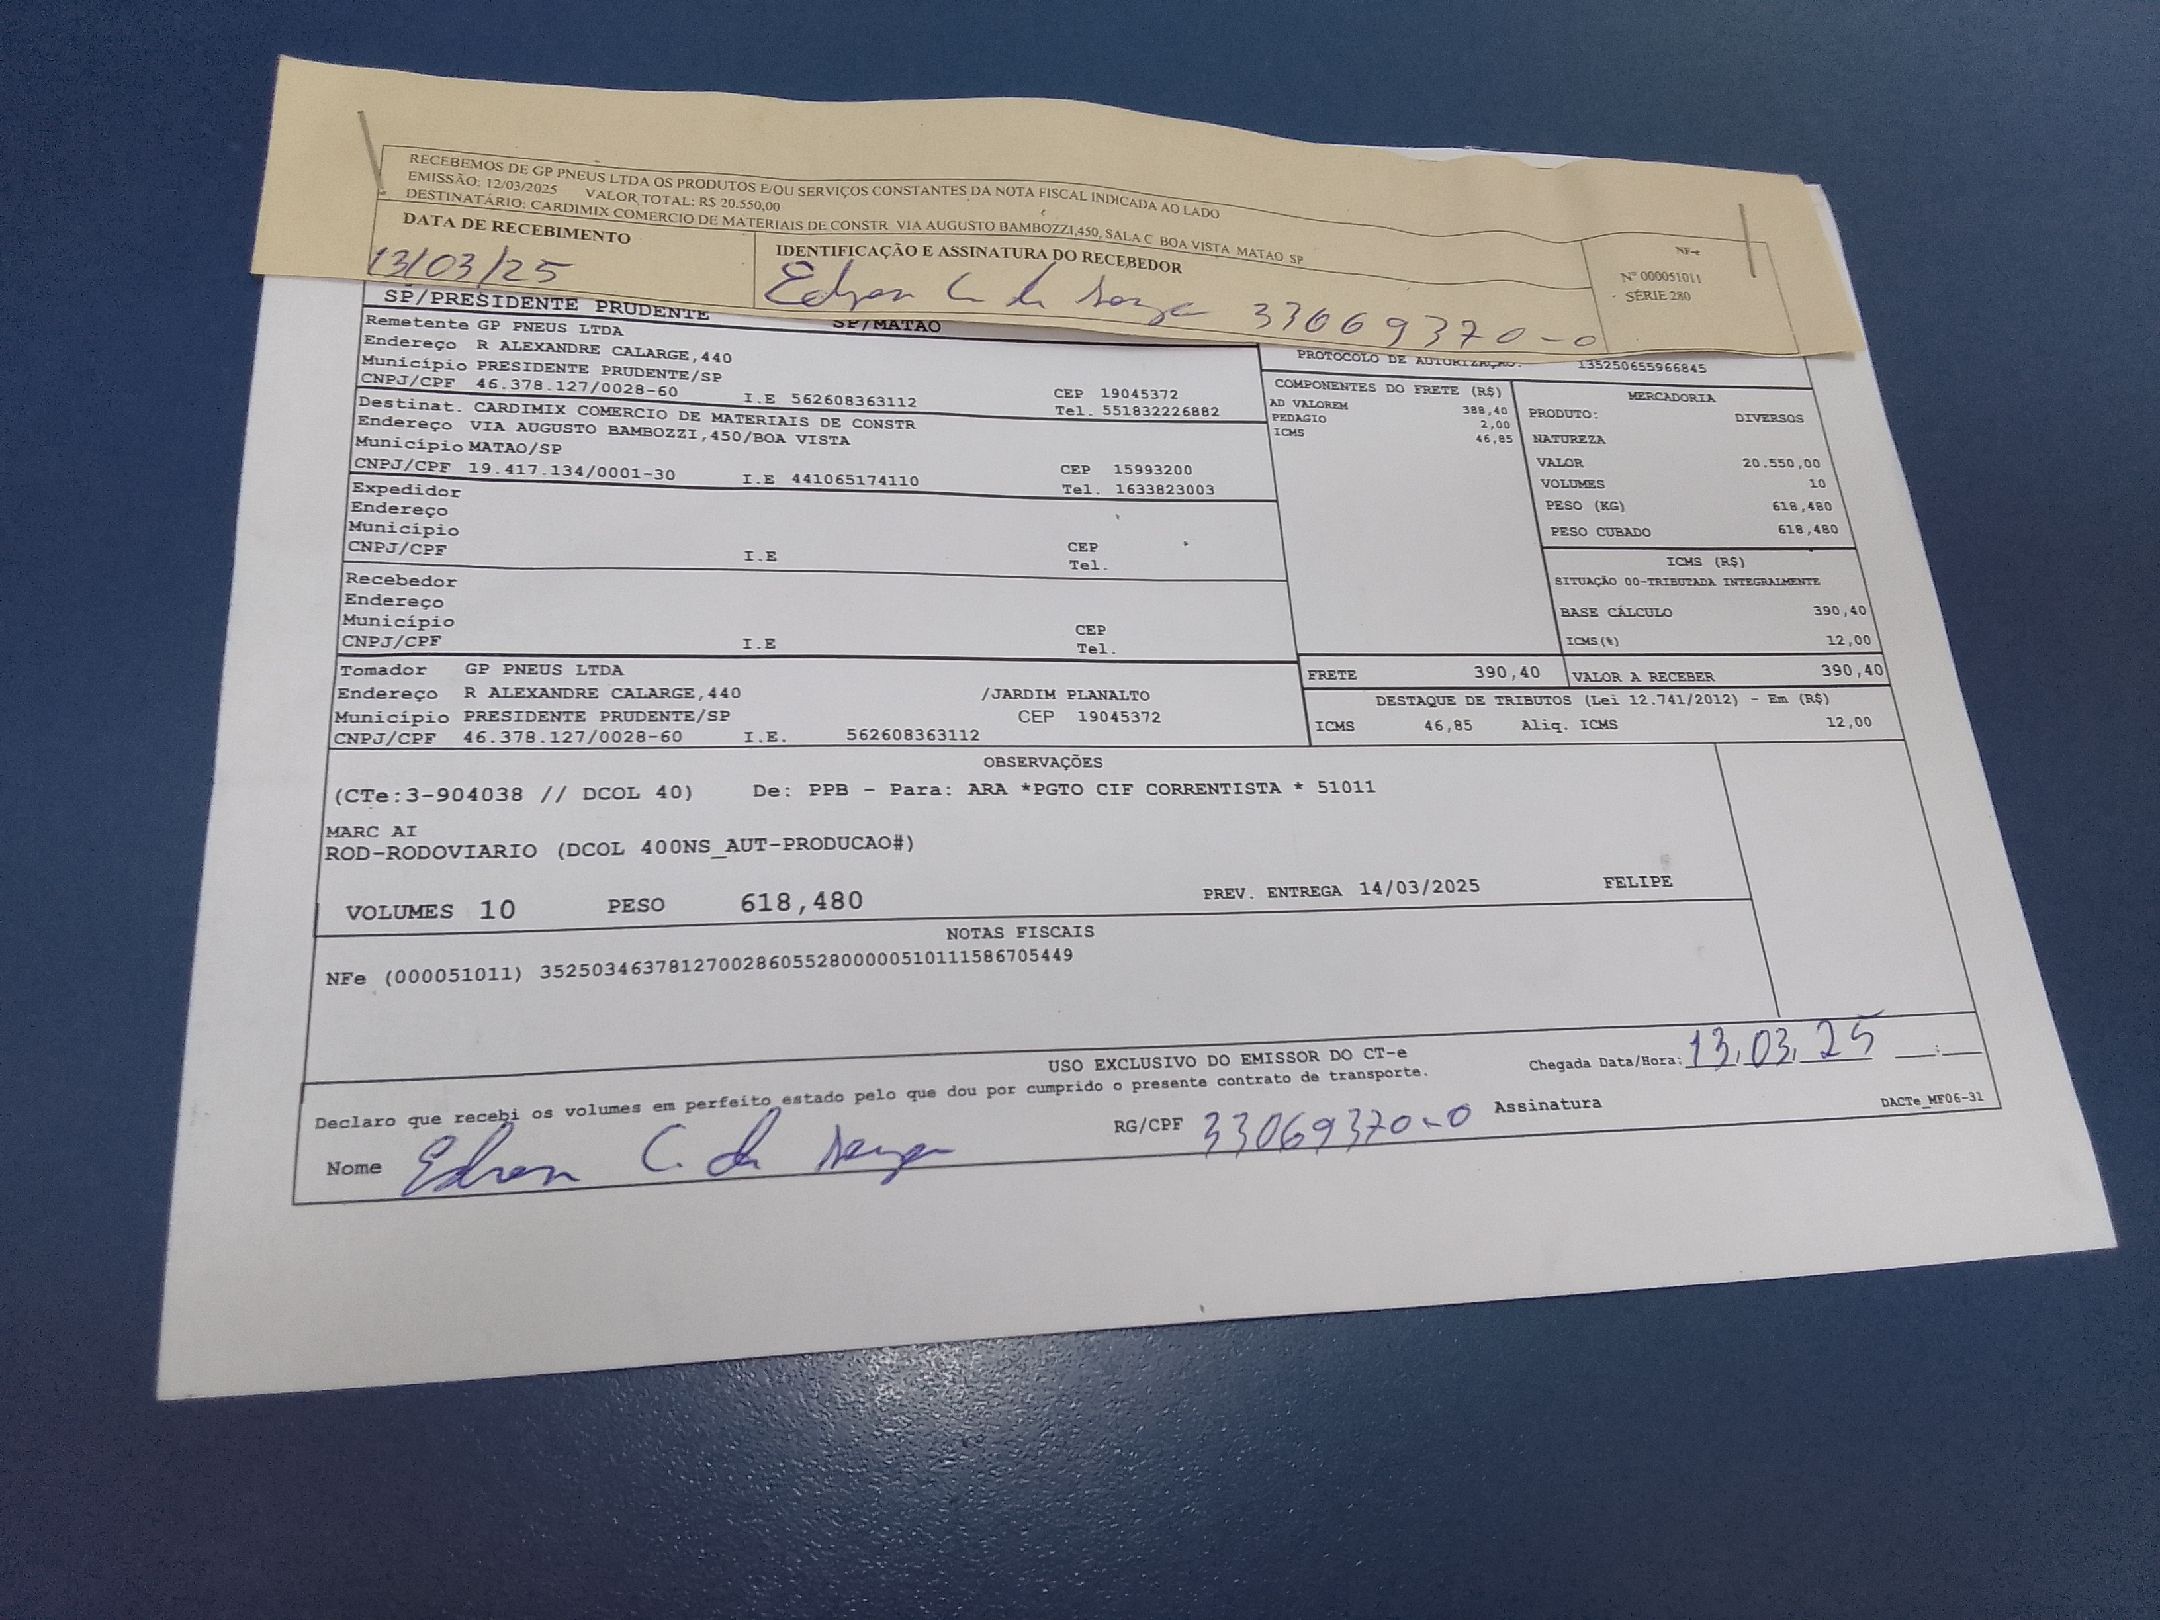 RECEBEMOS DE GP PNEUS LTDA OS PRODUTOS E/OU SERVIÇOS CONSTANTES DA NOTA FISCAL INDICADA AO LADO
EMISSÃO: 12/03/2025 VALOR TOTAL: R$ 20.550,00
DESTINATÁRIO: CARDIMIX COMERCIO DE MATERIAIS DE CONSTR VIA AUGUSTO BAMBOZZI,450, SALA C BOA VISTA MATAO SP
DATA DE RECEBIMENTO
IDENTIFICAÇÃO E ASSINATURA DO RECEBEDOR
NF-e
Nº 000051011
SÉRIE 280
13/03/25
Edson C. da Souza 33069370-0
SP/PRESIDENTE PRUDENTE SP/MATAO
Remetente GP PNEUS LTDA
Endereço R ALEXANDRE CALARGE,440
Município PRESIDENTE PRUDENTE/SP
CNPJ/CPF 46.378.127/0028-60 I.E 562608363112
CEP 19045372
Tel. 551832226882
Destinat. CARDIMIX COMERCIO DE MATERIAIS DE CONSTR
Endereço VIA AUGUSTO BAMBOZZI,450/BOA VISTA
Município MATAO/SP
CNPJ/CPF 19.417.134/0001-30 I.E 441065174110
CEP 15993200
Tel. 1633823003
Expedidor
Endereço
Município
CNPJ/CPF I.E
CEP
Tel.
Recebedor
Endereço
Município
CNPJ/CPF I.E
CEP
Tel.
Tomador GP PNEUS LTDA
Endereço R ALEXANDRE CALARGE,440 /JARDIM PLANALTO
Município PRESIDENTE PRUDENTE/SP CEP 19045372
CNPJ/CPF 46.378.127/0028-60 I.E. 562608363112
PROTOCOLO DE AUTORIZAÇÃO: 135250655966845
COMPONENTES DO FRETE (R$)
AD VALOREM 388,40
PEDAGIO 2,00
ICMS 46,85
MERCADORIA
PRODUTO: DIVERSOS
NATUREZA
VALOR 20.550,00
VOLUMES 10
PESO (KG) 618,480
PESO CUBADO 618,480
ICMS (R$)
SITUAÇÃO 00-TRIBUTADA INTEGRALMENTE
BASE CÁLCULO 390,40
ICMS(%) 12,00
FRETE 390,40 VALOR A RECEBER 390,40
DESTAQUE DE TRIBUTOS (Lei 12.741/2012) - Em (R$)
ICMS 46,85 Aliq. ICMS 12,00
OBSERVAÇÕES
(CTe:3-904038 // DCOL 40) De: PPB - Para: ARA *PGTO CIF CORRENTISTA * 51011
MARC AI
ROD-RODOVIARIO (DCOL 400NS_AUT-PRODUCAO#)
VOLUMES 10 PESO 618,480 PREV. ENTREGA 14/03/2025 FELIPE
NOTAS FISCAIS
NFe (000051011) 35250346378127002860552800000510111586705449
USO EXCLUSIVO DO EMISSOR DO CT-e
Chegada Data/Hora: 13.03.25 __:__
Declaro que recebi os volumes em perfeito estado pelo que dou por cumprido o presente contrato de transporte.
Nome Edson C. da Souza RG/CPF 33069370-0 Assinatura
DACTe_MF06-31